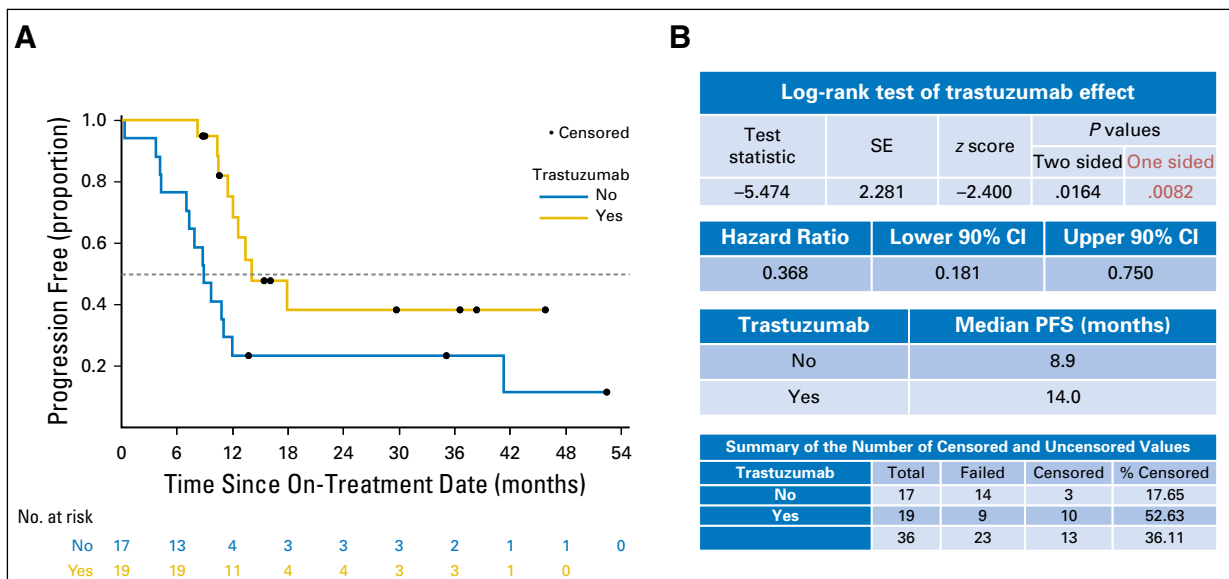 A
Progression Free (proportion)
1.0
0.8
0.6
0.4
0.2
• Censored
Trastuzumab
No
Yes
0 6 12 18 24 30 36 42 48 54
Time Since On-Treatment Date (months)
No. at risk
No 17 13 4 3 3 3 2 1 1 0
Yes 19 19 11 4 4 3 3 1 0
B
Log-rank test of trastuzumab effect
Test statistic SE z score P values
Two sided One sided
–5.474 2.281 –2.400 .0164 .0082
Hazard Ratio Lower 90% CI Upper 90% CI
0.368 0.181 0.750
Trastuzumab Median PFS (months)
No 8.9
Yes 14.0
Summary of the Number of Censored and Uncensored Values
Trastuzumab Total Failed Censored % Censored
No 17 14 3 17.65
Yes 19 9 10 52.63
36 23 13 36.11